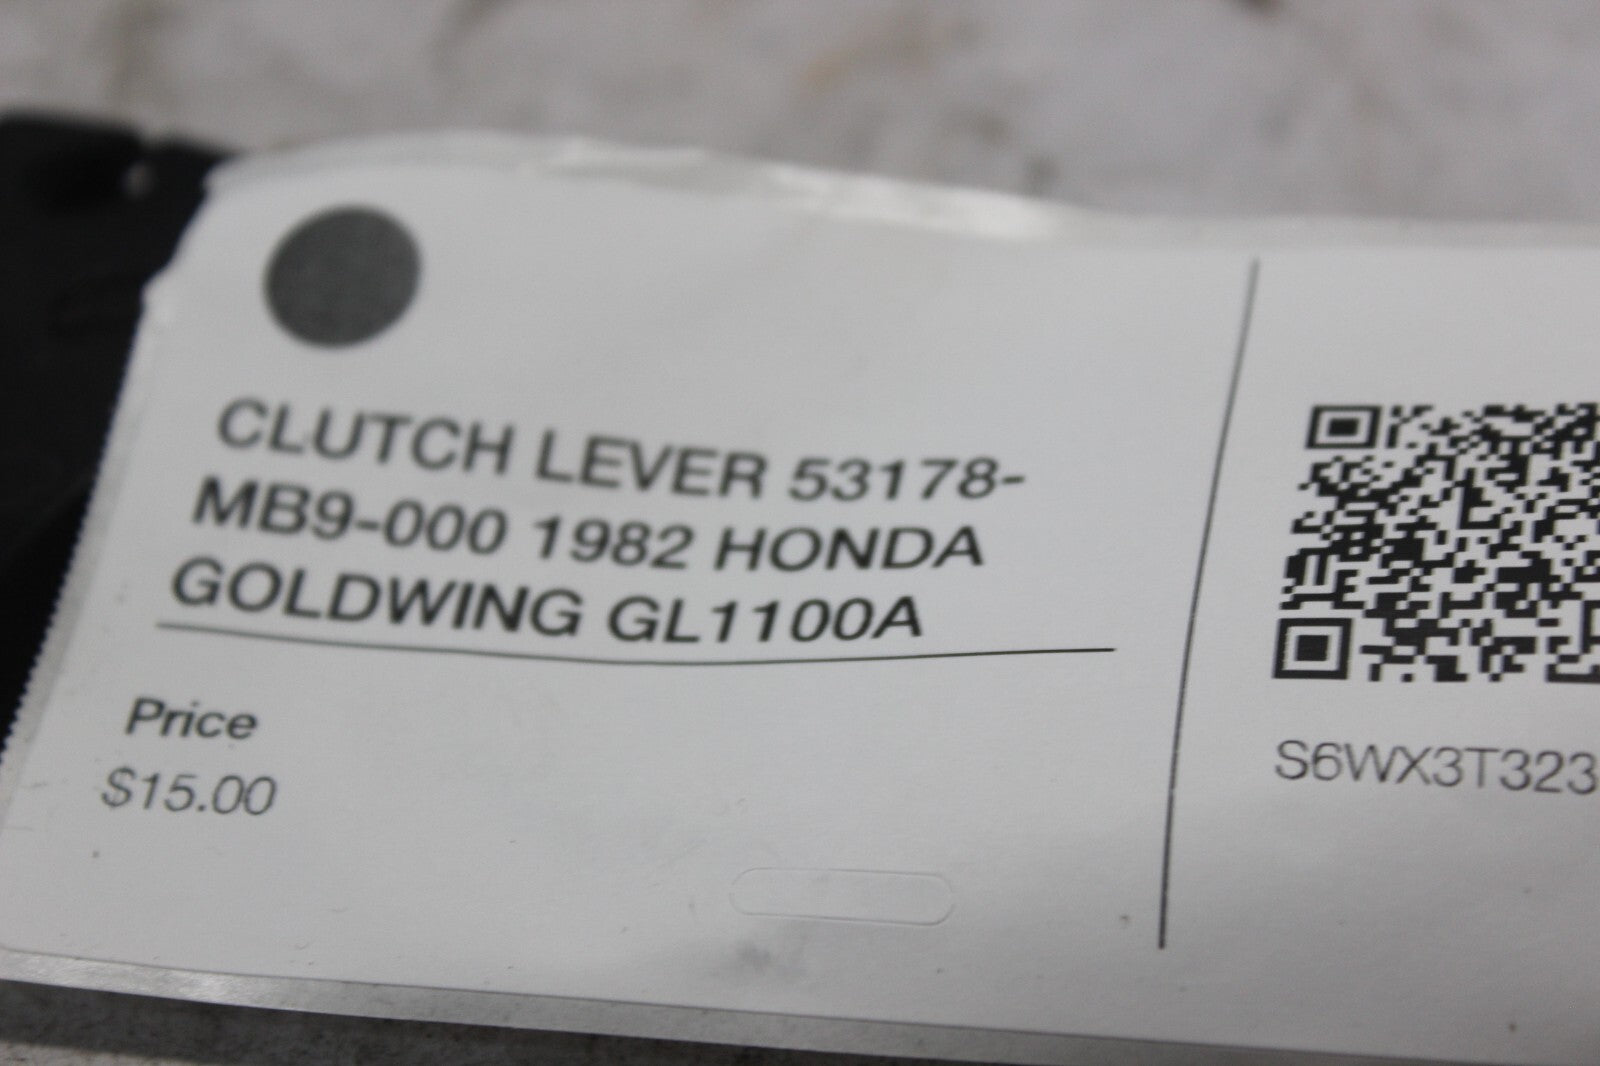 CLUTCH LEVER 53178-
MB9-000 1982 HONDA
GOLDWING GL1100A
Price
$15.00
S6WX3T323